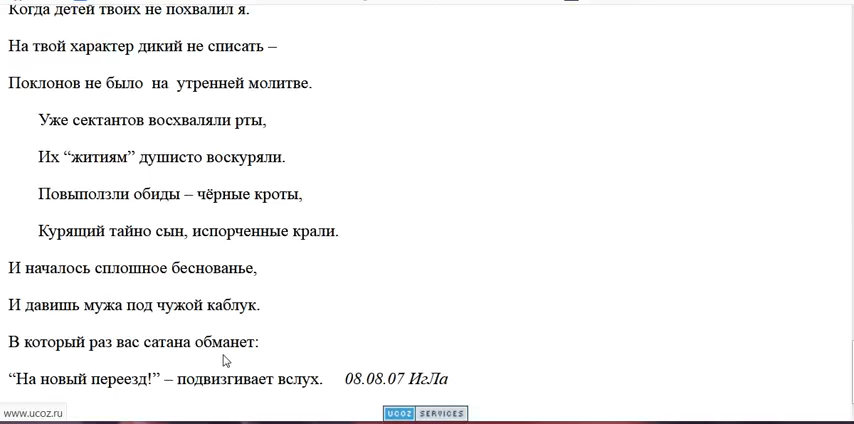 Когда детей твоих не похвалил я.
На твой характер дикий не списать –
Поклонов не было на утренней молитве.
Уже сектантов восхваляли рты,
Их “житиям” душисто воскуряли.
Повыползли обиды – чёрные кроты,
Курящий тайно сын, испорченные крали.
И началось сплошное беснованье,
И давишь мужа под чужой каблук.
В который раз вас сатана обманет:
“На новый переезд!” – подвизгивает вслух. 08.08.07 ИгЛа
www.ucoz.ru
UCOZ SERVICES